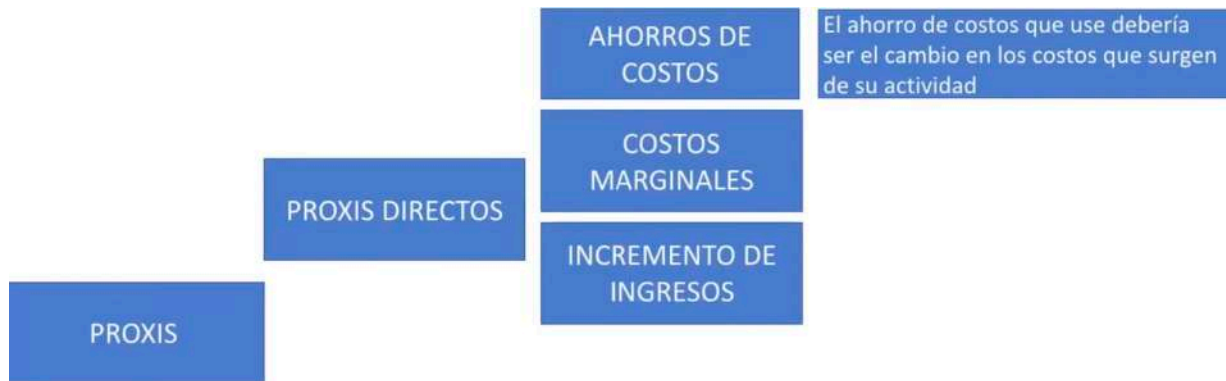 AHORROS DE
COSTOS
El ahorro de costos que use debería
ser el cambio en los costos que surgen
de su actividad
COSTOS
MARGINALES
PROXIS DIRECTOS
INCREMENTO DE
INGRESOS
PROXIS